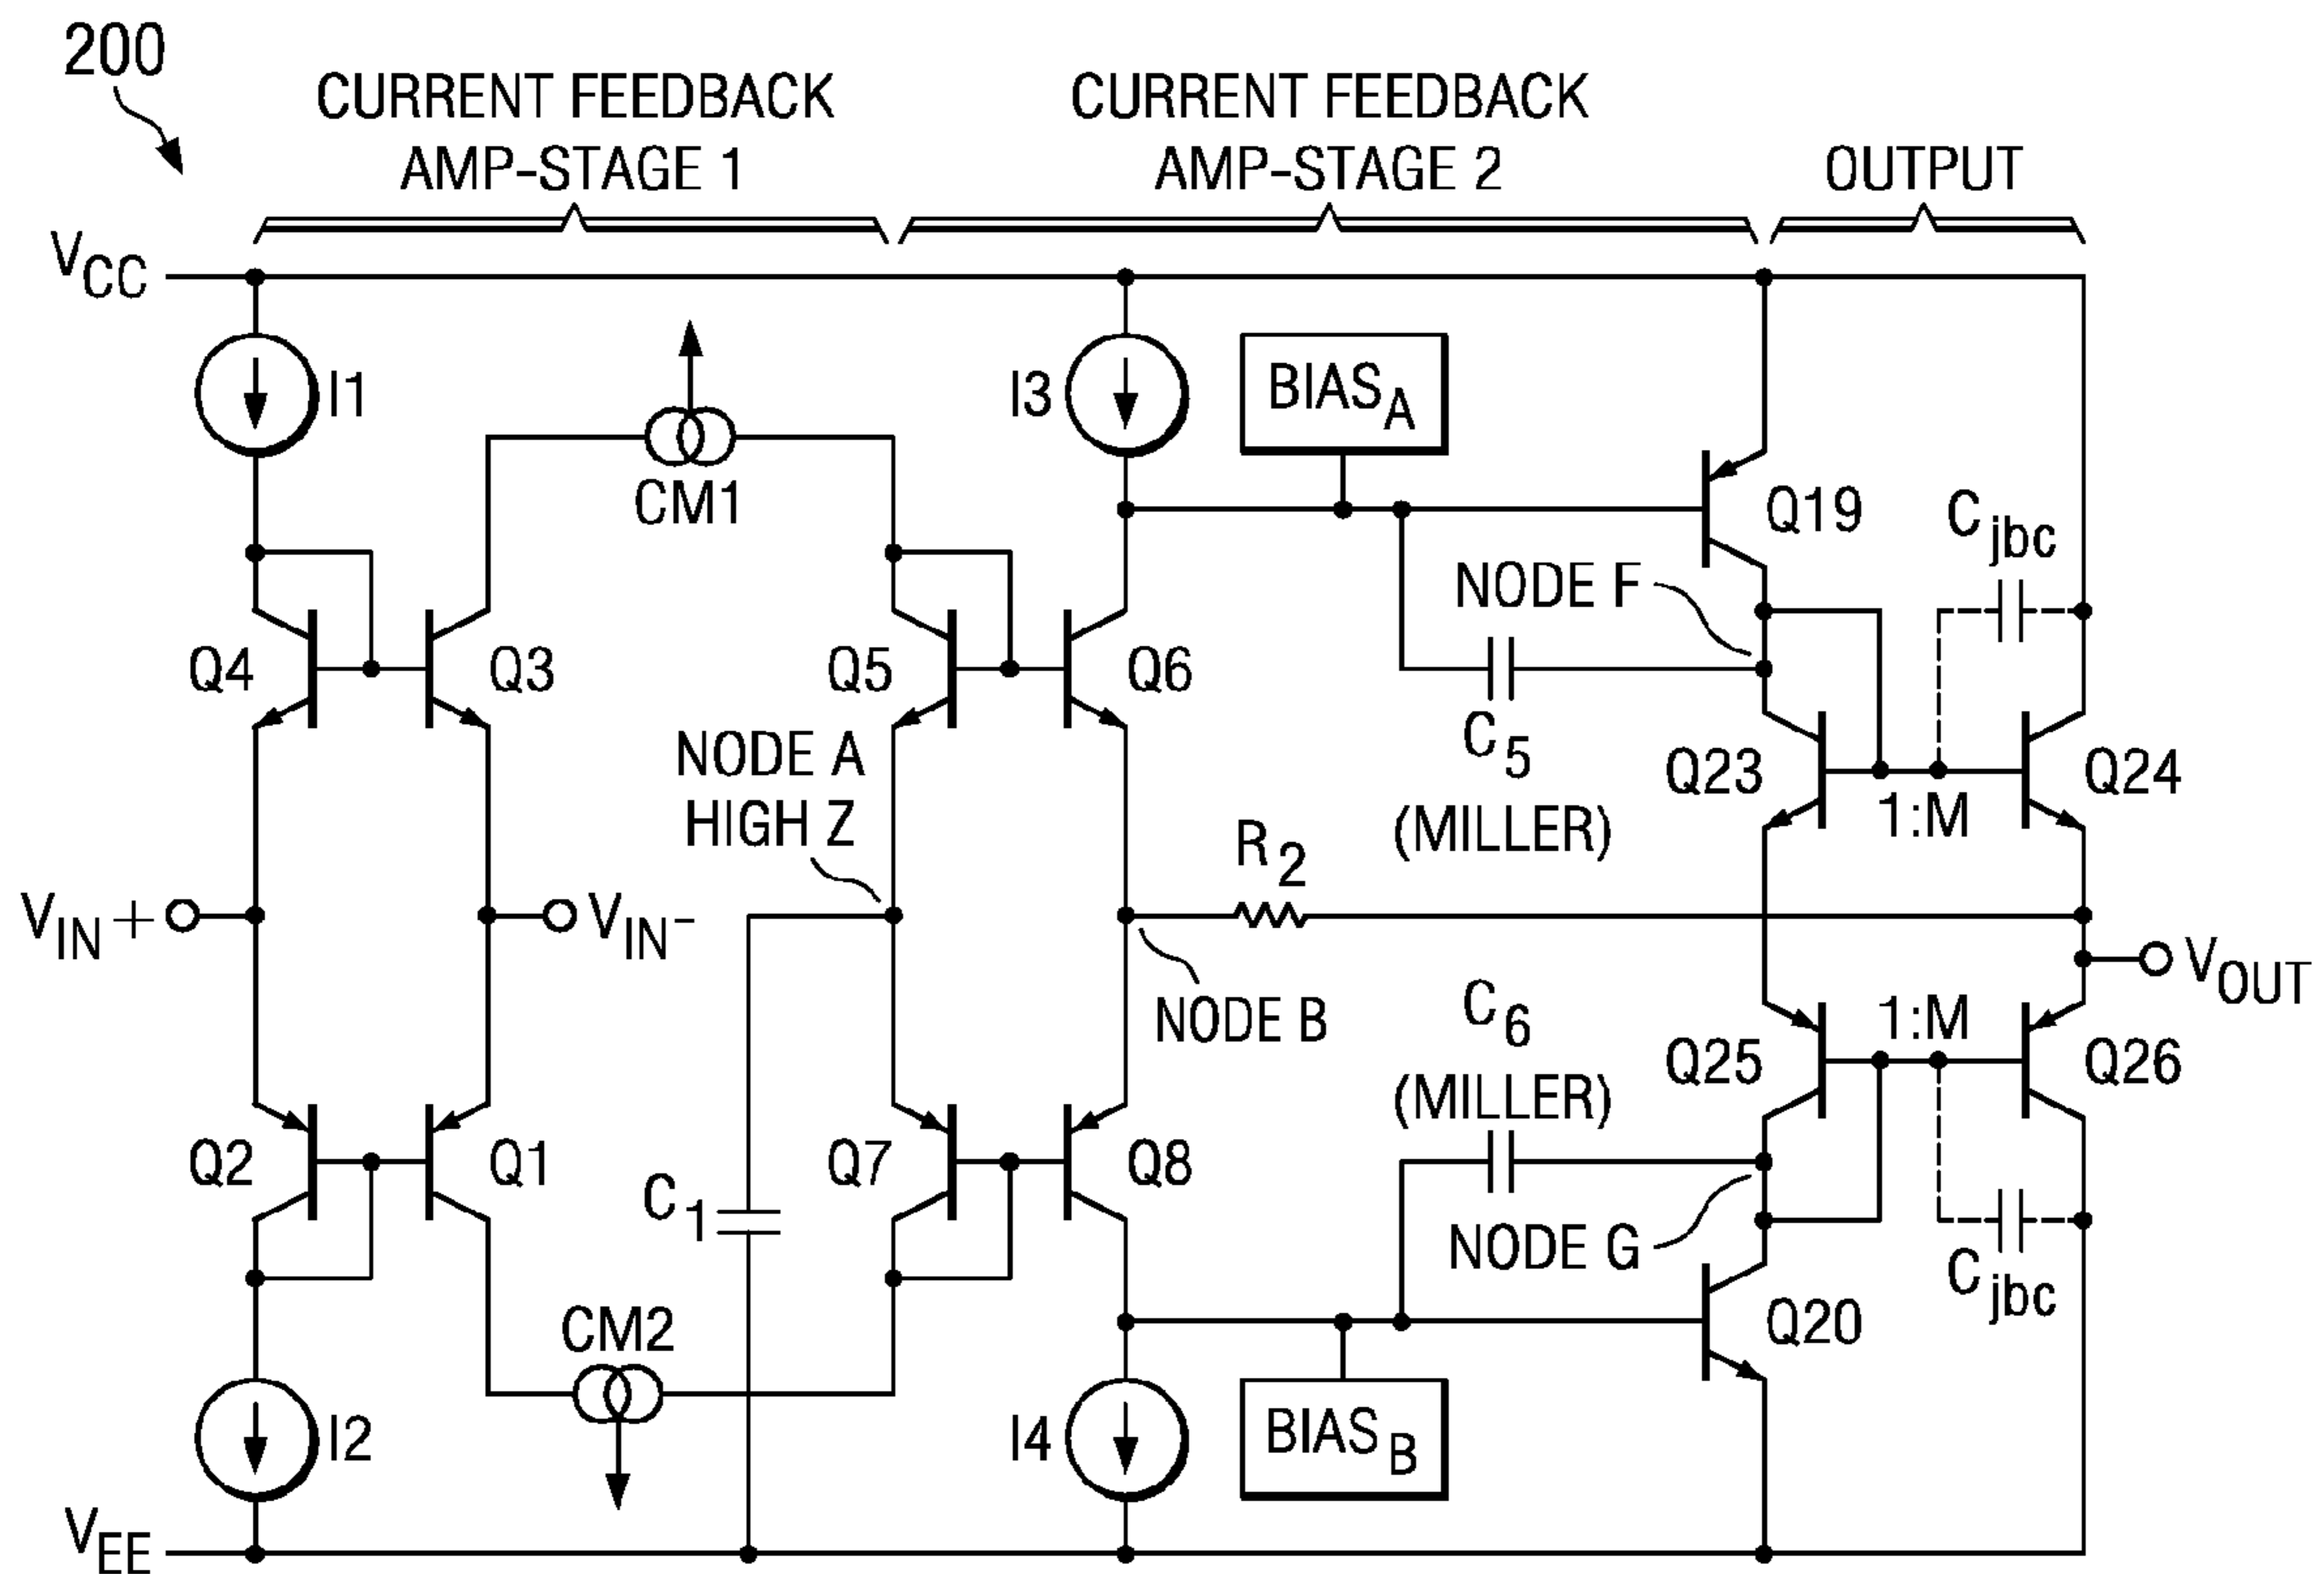 200
CURRENT FEEDBACK
AMP-STAGE 1
CURRENT FEEDBACK
AMP-STAGE 2
OUTPUT
VCC
I1
I3
BIASA
CM1
Q19
Cjbc
NODE F
Q4
Q3
Q5
Q6
C5
(MILLER)
Q23
1:M
Q24
NODE A
HIGH Z
R2
VIN+
VIN-
VOUT
NODE B
C6
(MILLER)
1:M
Q25
Q26
Q2
Q1
C1
Q7
Q8
NODE G
Cjbc
CM2
Q20
I2
I4
BIASB
VEE